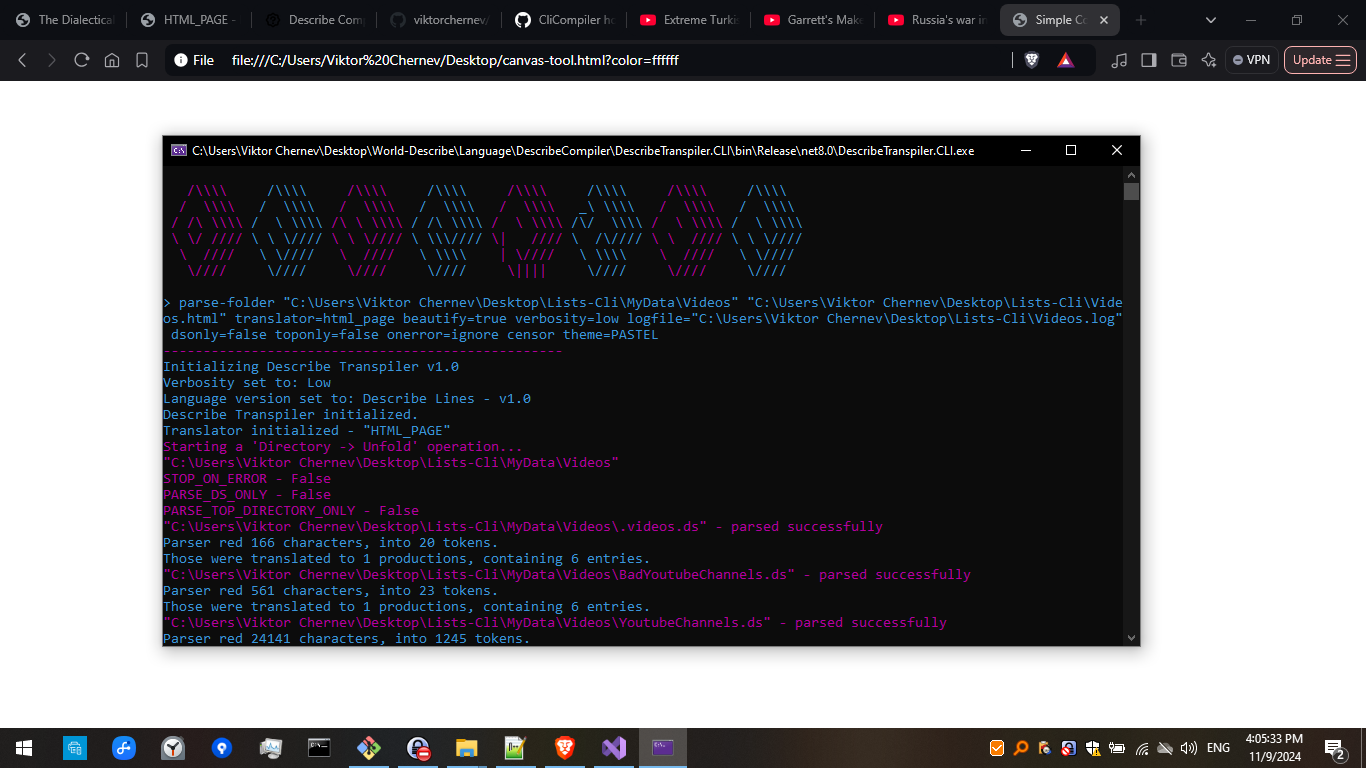 The Dialectical
HTML_PAGE -
Describe Comp
viktorchernev/
CliCompiler ho
Extreme Turkis
Garrett's Make
Russia's war in
Simple Co
File file:///C:/Users/Viktor%20Chernev/Desktop/canvas-tool.html?color=ffffff
VPN
Update
C:\Users\Viktor Chernev\Desktop\World-Describe\Language\DescribeCompiler\DescribeTranspiler.CLI\bin\Release\net8.0\DescribeTranspiler.CLI.exe
> parse-folder "C:\Users\Viktor Chernev\Desktop\Lists-Cli\MyData\Videos" "C:\Users\Viktor Chernev\Desktop\Lists-Cli\Vide
os.html" translator=html_page beautify=true verbosity=low logfile="C:\Users\Viktor Chernev\Desktop\Lists-Cli\Videos.log"
dsonly=false toponly=false onerror=ignore censor theme=PASTEL
--------------------------------------------------
Initializing Describe Transpiler v1.0
Verbosity set to: Low
Language version set to: Describe Lines - v1.0
Describe Transpiler initialized.
Translator initialized - "HTML_PAGE"
Starting a 'Directory -> Unfold' operation...
"C:\Users\Viktor Chernev\Desktop\Lists-Cli\MyData\Videos"
STOP_ON_ERROR - False
PARSE_DS_ONLY - False
PARSE_TOP_DIRECTORY_ONLY - False
"C:\Users\Viktor Chernev\Desktop\Lists-Cli\MyData\Videos\.videos.ds" - parsed successfully
Parser red 166 characters, into 20 tokens.
Those were translated to 1 productions, containing 6 entries.
"C:\Users\Viktor Chernev\Desktop\Lists-Cli\MyData\Videos\BadYoutubeChannels.ds" - parsed successfully
Parser red 561 characters, into 23 tokens.
Those were translated to 1 productions, containing 6 entries.
"C:\Users\Viktor Chernev\Desktop\Lists-Cli\MyData\Videos\YoutubeChannels.ds" - parsed successfully
Parser red 24141 characters, into 1245 tokens.
ENG
4:05:33 PM
11/9/2024
2